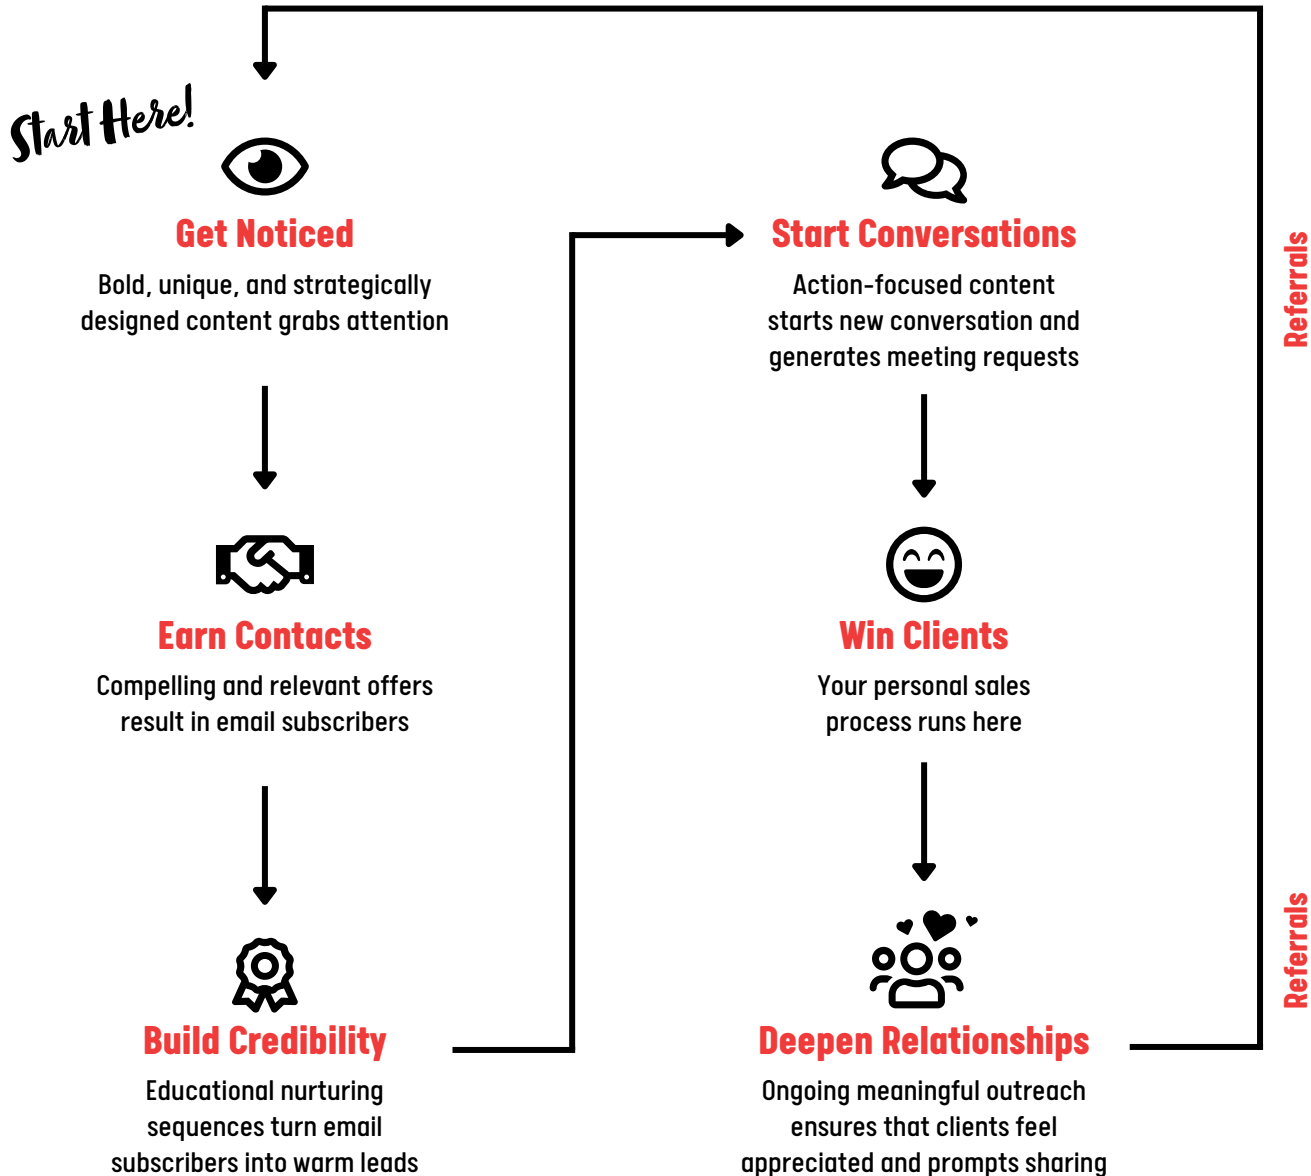 Start Here!
Get Noticed
Bold, unique, and strategically
designed content grabs attention
Earn Contacts
Compelling and relevant offers
result in email subscribers
Build Credibility
Educational nurturing
sequences turn email
subscribers into warm leads
Start Conversations
Action-focused content
starts new conversation and
generates meeting requests
Win Clients
Your personal sales
process runs here
Deepen Relationships
Ongoing meaningful outreach
ensures that clients feel
appreciated and prompts sharing
Referrals
Referrals